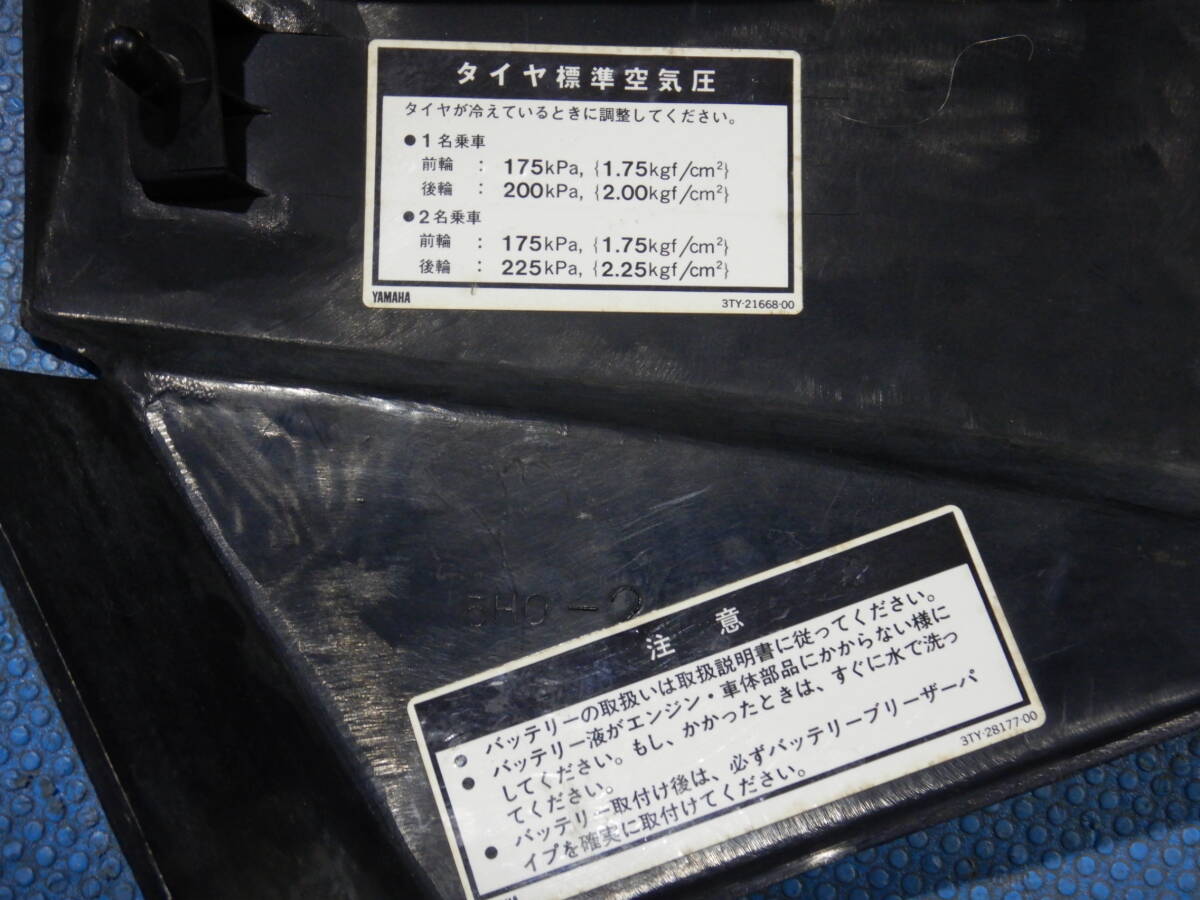 タイヤ標準空気圧
タイヤが冷えているときに調整してください。
●1名乗車
前輪 : 175kPa, {1.75kgf/cm²}
後輪 : 200kPa, {2.00kgf/cm²}
●2名乗車
前輪 : 175kPa, {1.75kgf/cm²}
後輪 : 225kPa, {2.25kgf/cm²}
YAMAHA 3TY-21668-00
注 意
● バッテリーの取扱いは取扱説明書に従ってください。
● バッテリー液がエンジン・車体部品にかからない様に
してください。もし、かかったときは、すぐに水で洗っ
てください。
● バッテリー取付け後は、必ずバッテリーブリーザーパ
イプを確実に取付けてください。
3TY-28177-00